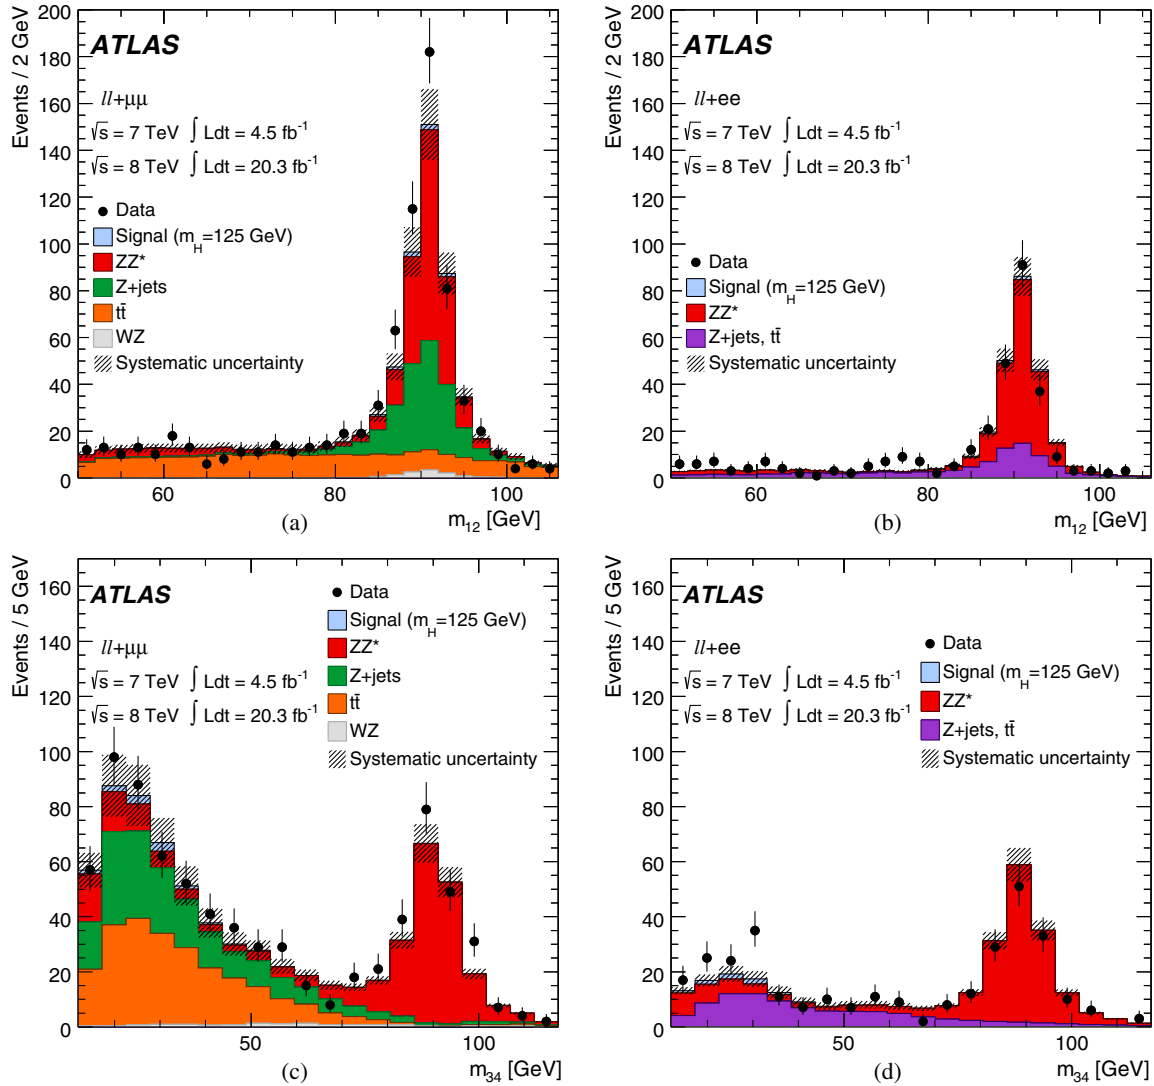 Events / 2 GeV
200
180
160
140
120
100
80
60
40
20
0
ATLAS
ll+μμ
√s = 7 TeV ∫ Ldt = 4.5 fb-1
√s = 8 TeV ∫ Ldt = 20.3 fb-1
Data
Signal (mH=125 GeV)
ZZ*
Z+jets
tt̄
WZ
Systematic uncertainty
60 80 100
m12 [GeV]
(a)
Events / 2 GeV
200
180
160
140
120
100
80
60
40
20
0
ATLAS
ll+ee
√s = 7 TeV ∫ Ldt = 4.5 fb-1
√s = 8 TeV ∫ Ldt = 20.3 fb-1
Data
Signal (mH=125 GeV)
ZZ*
Z+jets, tt̄
Systematic uncertainty
60 80 100
m12 [GeV]
(b)
Events / 5 GeV
160
140
120
100
80
60
40
20
0
ATLAS
ll+μμ
√s = 7 TeV ∫ Ldt = 4.5 fb-1
√s = 8 TeV ∫ Ldt = 20.3 fb-1
Data
Signal (mH=125 GeV)
ZZ*
Z+jets
tt̄
WZ
Systematic uncertainty
50 100
m34 [GeV]
(c)
Events / 5 GeV
160
140
120
100
80
60
40
20
0
ATLAS
ll+ee
√s = 7 TeV ∫ Ldt = 4.5 fb-1
√s = 8 TeV ∫ Ldt = 20.3 fb-1
Data
Signal (mH=125 GeV)
ZZ*
Z+jets, tt̄
Systematic uncertainty
50 100
m34 [GeV]
(d)